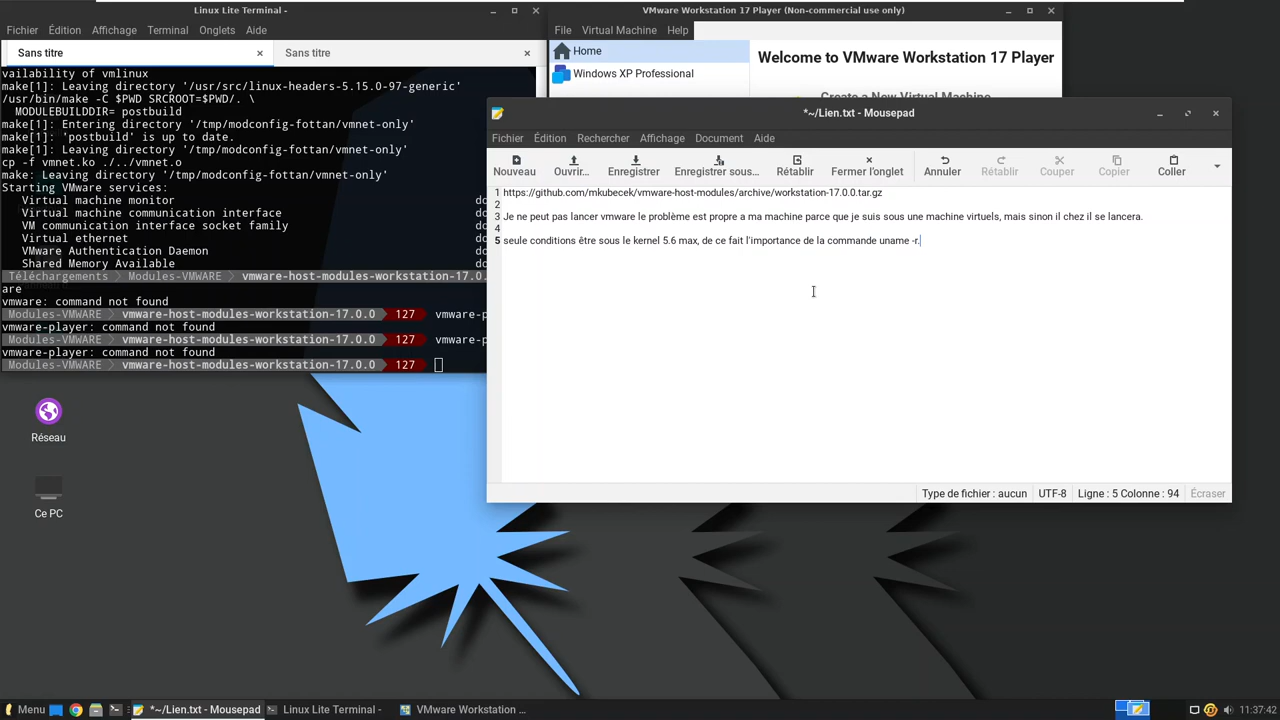 Linux Lite Terminal -
Fichier Édition Affichage Terminal Onglets Aide
Sans titre × Sans titre ×
vailability of vmlinux
make[1]: Leaving directory '/usr/src/linux-headers-5.15.0-97-generic'
/usr/bin/make -C $PWD SRCROOT=$PWD/. \
MODULEBUILDDIR= postbuild
make[1]: Entering directory '/tmp/modconfig-fottan/vmnet-only'
make[1]: 'postbuild' is up to date.
make[1]: Leaving directory '/tmp/modconfig-fottan/vmnet-only'
cp -f vmnet.ko ./../vmnet.o
make: Leaving directory '/tmp/modconfig-fottan/vmnet-only'
Starting VMware services:
Virtual machine monitor do
Virtual machine communication interface do
VM communication interface socket family do
Virtual ethernet do
VMware Authentication Daemon do
Shared Memory Available do
Téléchargements Modules-VMWARE vmware-host-modules-workstation-17.0.
are
vmware: command not found
Modules-VMWARE vmware-host-modules-workstation-17.0.0 127 vmware-p
vmware-player: command not found
Modules-VMWARE vmware-host-modules-workstation-17.0.0 127 vmware-p
vmware-player: command not found
Modules-VMWARE vmware-host-modules-workstation-17.0.0 127
VMware Workstation 17 Player (Non-commercial use only)
File Virtual Machine Help
Home
Windows XP Professional
Welcome to VMware Workstation 17 Player
Create a New Virtual Machine
*~/Lien.txt - Mousepad
Fichier Édition Rechercher Affichage Document Aide
Nouveau Ouvrir... Enregistrer Enregistrer sous... Rétablir Fermer l'onglet Annuler Rétablir Couper Copier Coller
1 https://github.com/mkubecek/vmware-host-modules/archive/workstation-17.0.0.tar.gz
2
3 Je ne peut pas lancer vmware le problème est propre a ma machine parce que je suis sous une machine virtuels, mais sinon il chez il se lancera.
4
5 seule conditions être sous le kernel 5.6 max, de ce fait l'importance de la commande uname -r.
Type de fichier : aucun UTF-8 Ligne : 5 Colonne : 94 Écraser
Réseau
Ce PC
Menu *~/Lien.txt - Mousepad Linux Lite Terminal - VMware Workstation ... 11:37:42